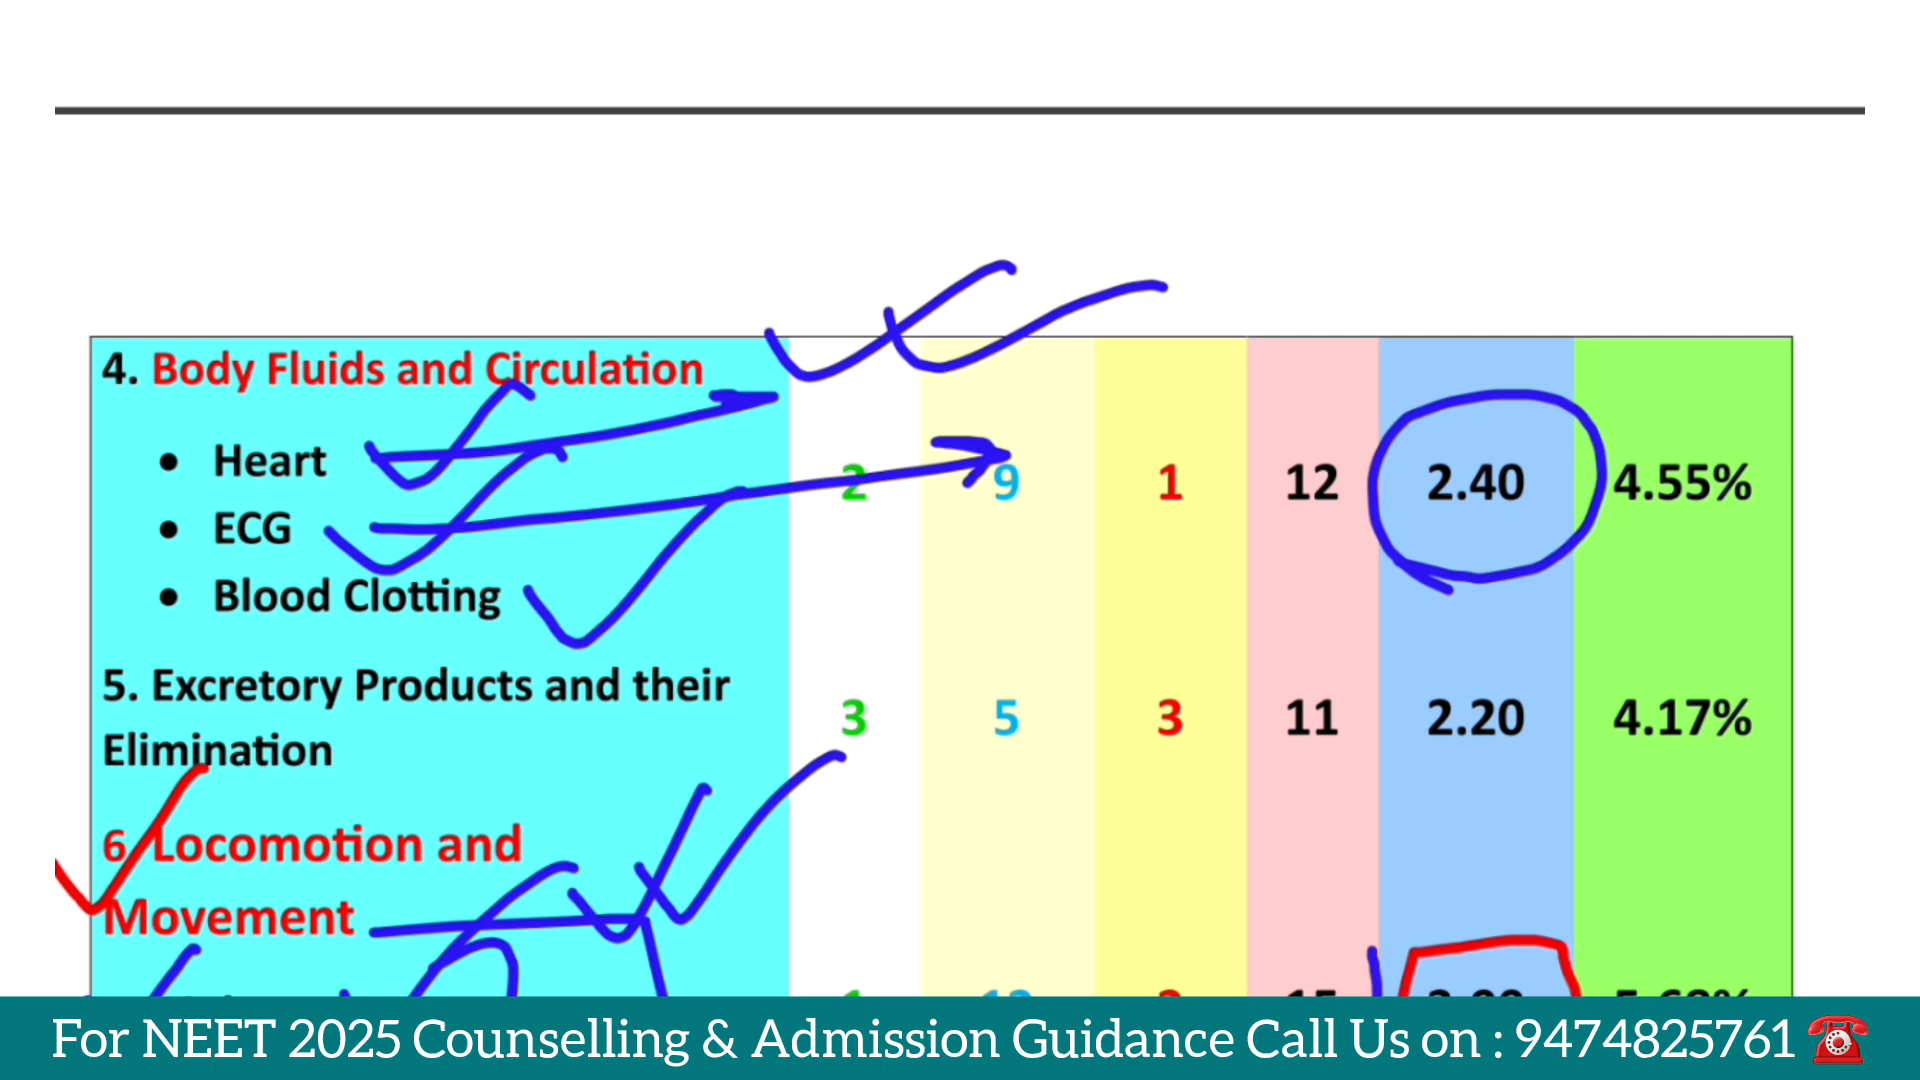 4. Body Fluids and Circulation
• Heart
• ECG
• Blood Clotting
2 9 1 12 2.40 4.55%
5. Excretory Products and their
Elimination
3 5 3 11 2.20 4.17%
6. Locomotion and
Movement
For NEET 2025 Counselling & Admission Guidance Call Us on : 9474825761